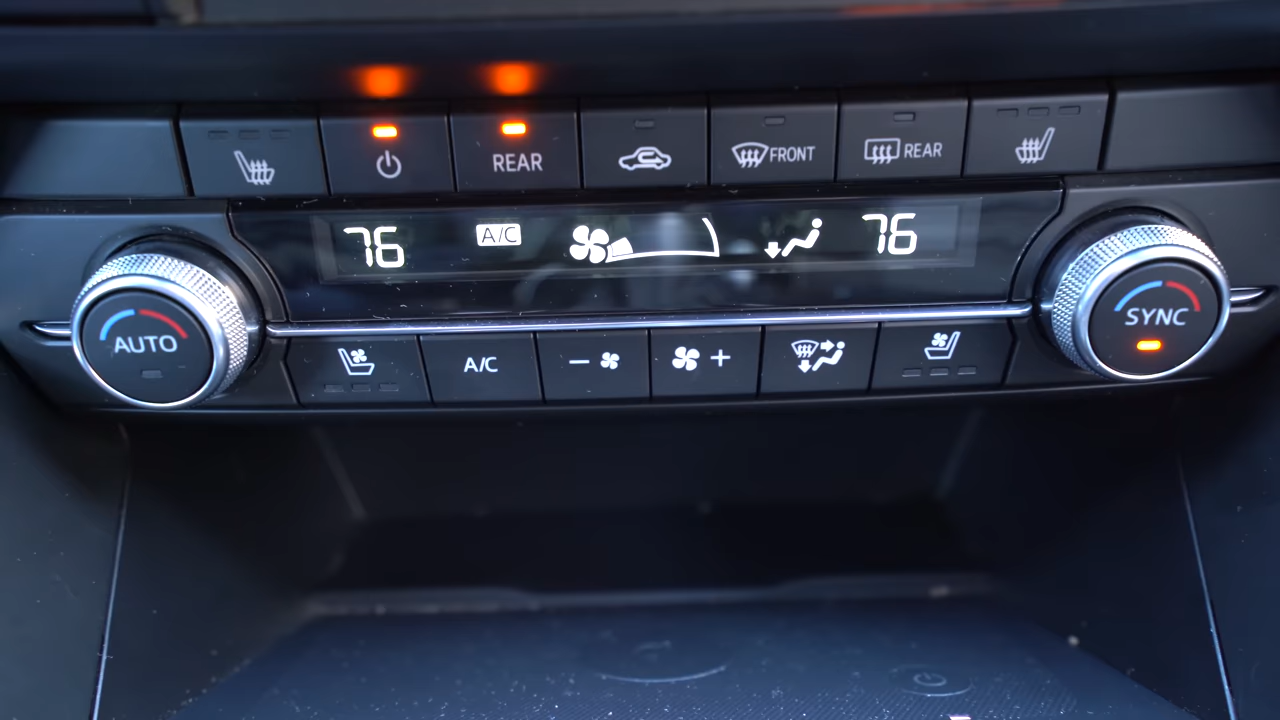 REAR
FRONT
REAR
76
A/C
76
AUTO
A/C
− +
SYNC